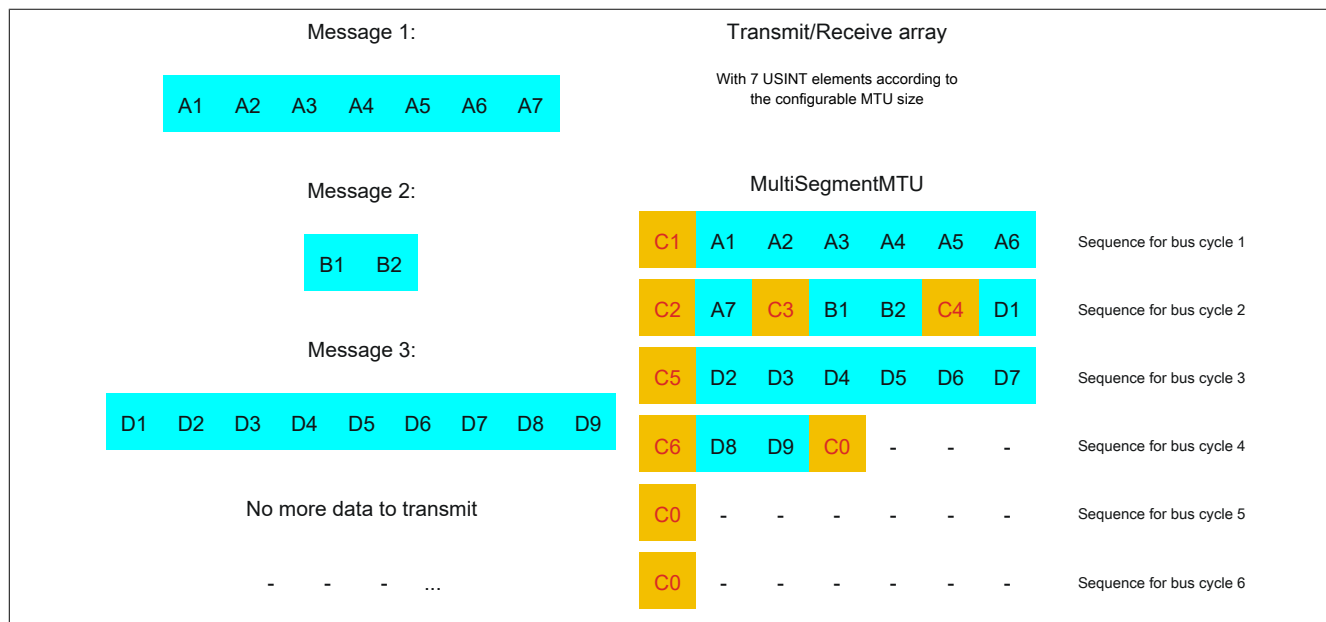 Message 1:
A1 A2 A3 A4 A5 A6 A7
Message 2:
B1 B2
Message 3:
D1 D2 D3 D4 D5 D6 D7 D8 D9
No more data to transmit
- - - ...
Transmit/Receive array
With 7 USINT elements according to
the configurable MTU size
MultiSegmentMTU
C1 A1 A2 A3 A4 A5 A6 Sequence for bus cycle 1
C2 A7 C3 B1 B2 C4 D1 Sequence for bus cycle 2
C5 D2 D3 D4 D5 D6 D7 Sequence for bus cycle 3
C6 D8 D9 C0 - - - Sequence for bus cycle 4
C0 - - - - - - Sequence for bus cycle 5
C0 - - - - - - Sequence for bus cycle 6